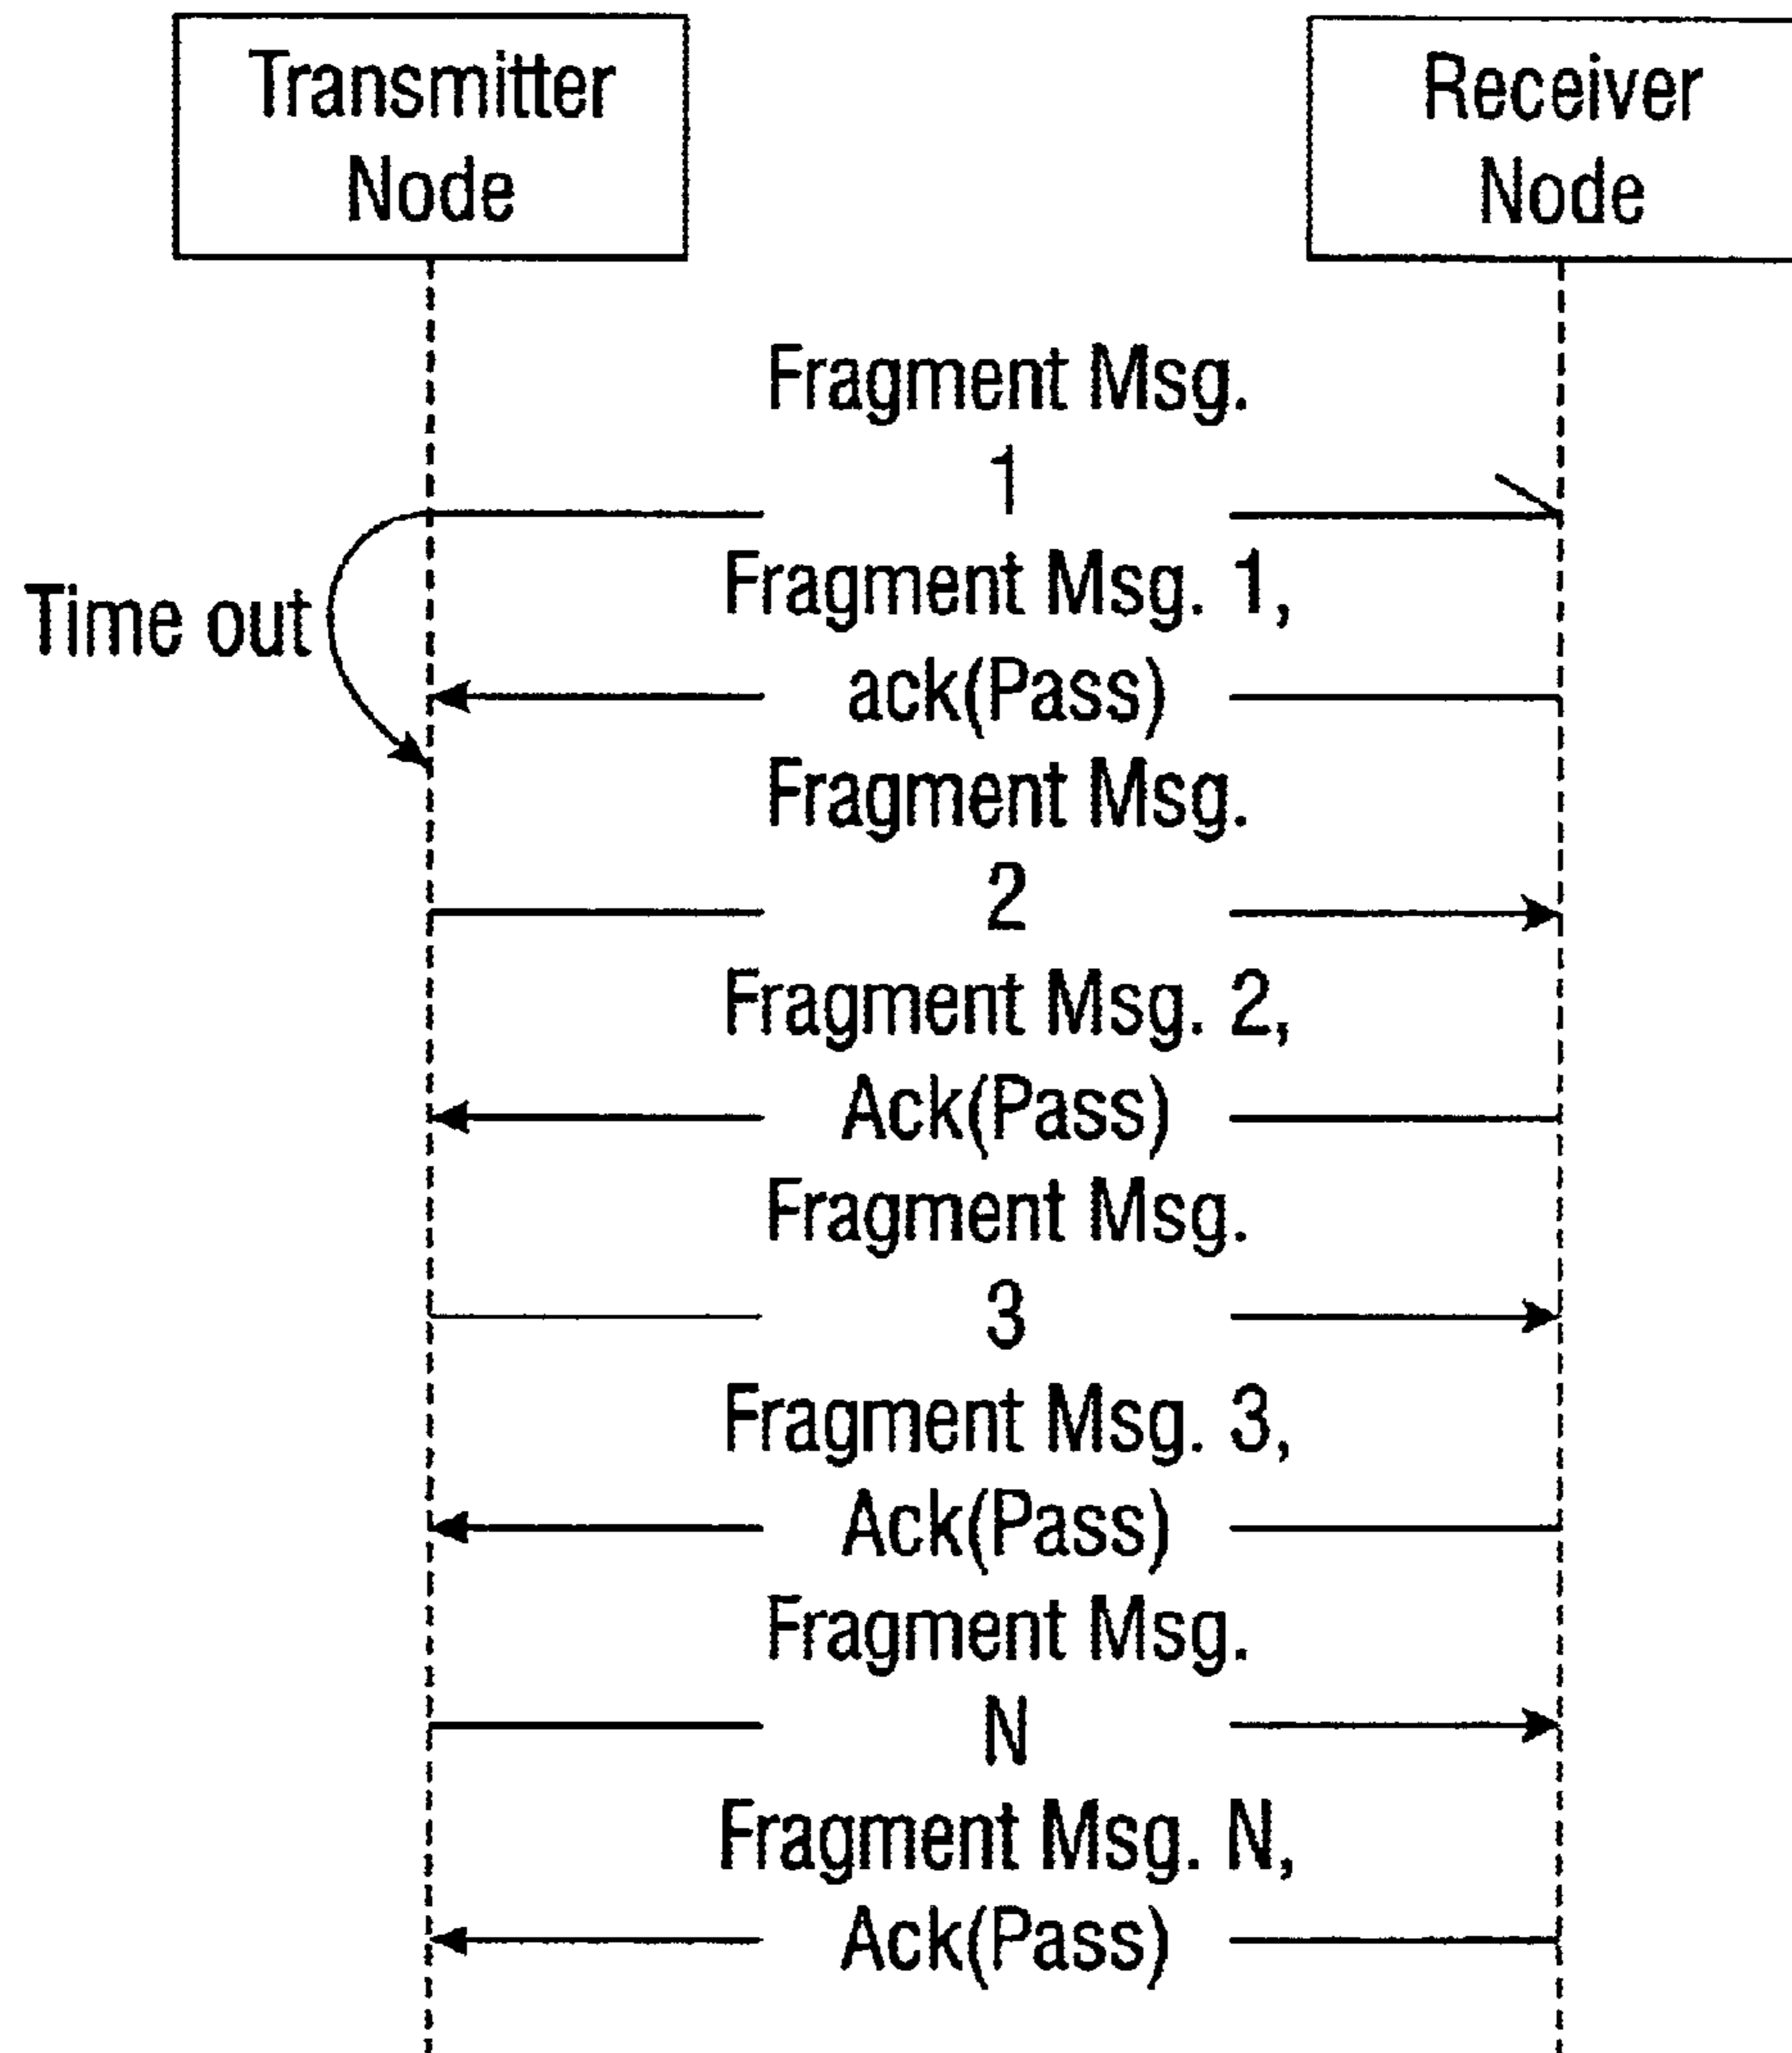 Transmitter
Node
Receiver
Node
Fragment Msg.
1
Fragment Msg. 1,
Time out
ack(Pass)
Fragment Msg.
2
Fragment Msg. 2,
Ack(Pass)
Fragment Msg.
3
Fragment Msg. 3,
Ack(Pass)
Fragment Msg.
N
Fragment Msg. N,
Ack(Pass)